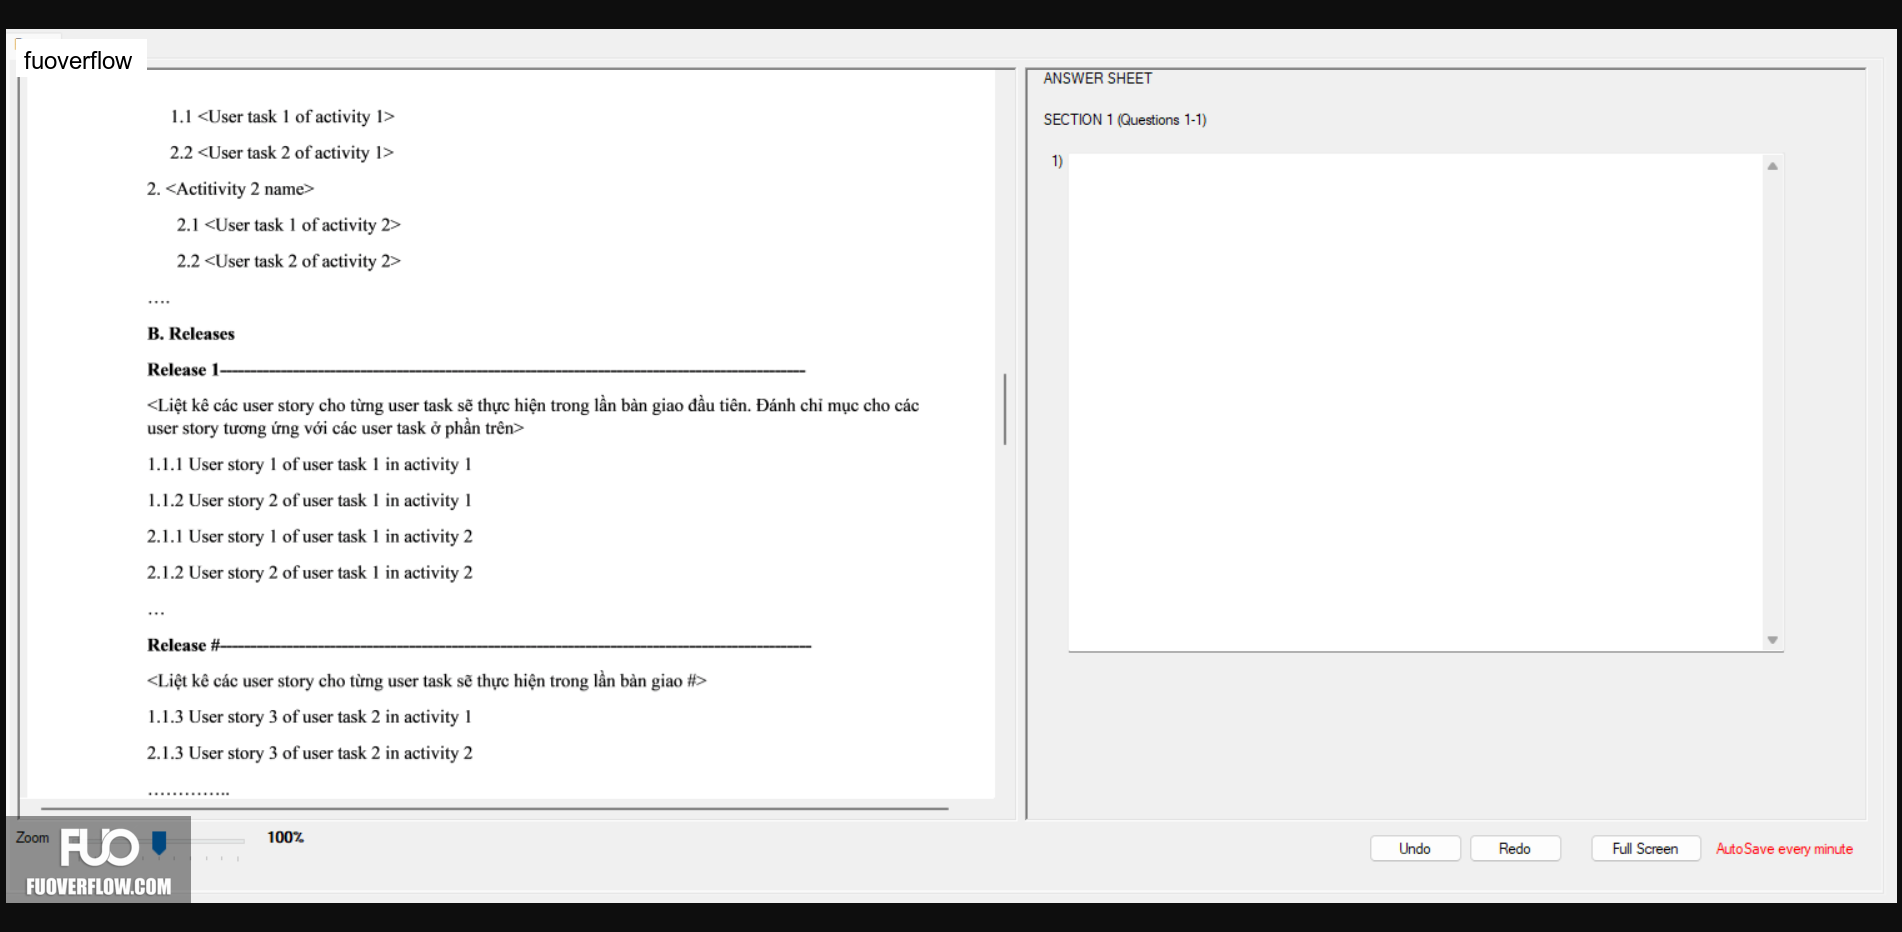 fuoverflow
1.1 <User task 1 of activity 1>
2.2 <User task 2 of activity 1>
2. <Actitivity 2 name>
2.1 <User task 1 of activity 2>
2.2 <User task 2 of activity 2>
....
B. Releases
Release 1
<Liệt kê các user story cho từng user task sẽ thực hiện trong lần bàn giao đầu tiên. Đánh chỉ mục cho các
user story tương ứng với các user task ở phần trên>
1.1.1 User story 1 of user task 1 in activity 1
1.1.2 User story 2 of user task 1 in activity 1
2.1.1 User story 1 of user task 1 in activity 2
2.1.2 User story 2 of user task 1 in activity 2
...
Release #
<Liệt kê các user story cho từng user task sẽ thực hiện trong lần bàn giao #>
1.1.3 User story 3 of user task 2 in activity 1
2.1.3 User story 3 of user task 2 in activity 2
..............
ANSWER SHEET
SECTION 1 (Questions 1-1)
1)
Zoom
100%
FUO
FUOVERFLOW.COM
Undo
Redo
Full Screen
AutoSave every minute